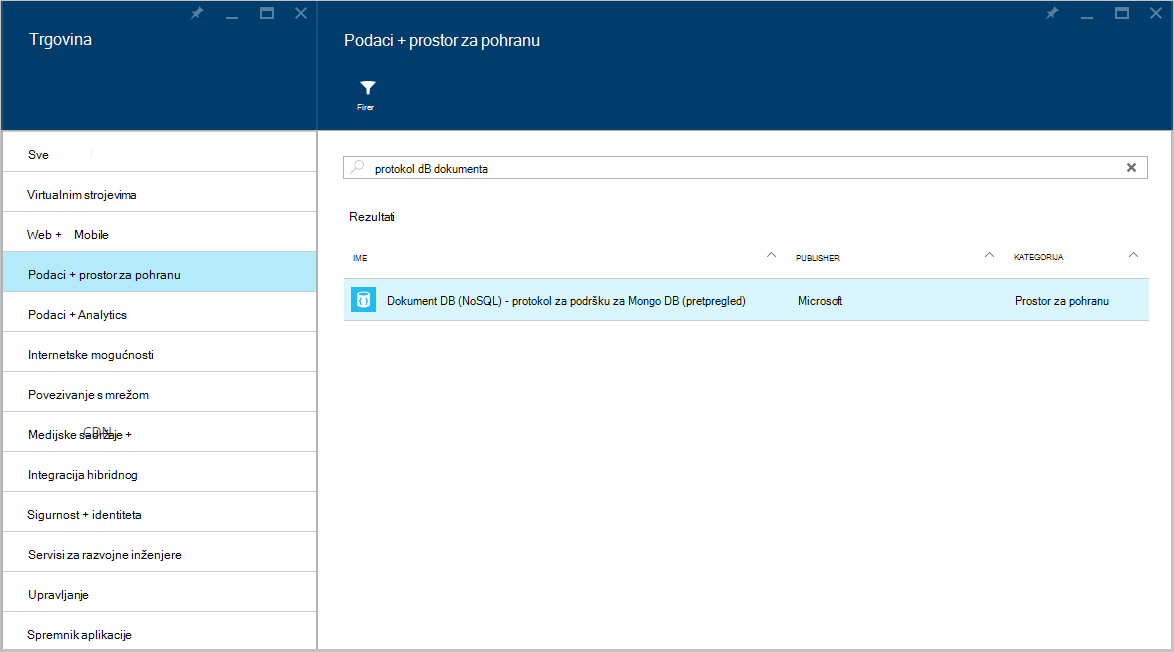 Trgovina
Sve
Virtualnim strojevima
Web + Mobile
Podaci + prostor za pohranu
Podaci + Analytics
Internetske mogućnosti
Povezivanje s mrežom
Medijske sadržaje + CDN
Integracija hibridnog
Sigurnost + identiteta
Servisi za razvojne inženjere
Upravljanje
Spremnik aplikacije
Podaci + prostor za pohranu
Firer
protokol dB dokumenta
Rezultati
IME PUBLISHER KATEGORIJA
Dokument DB (NoSQL) - protokol za podršku za Mongo DB (pretpregled) Microsoft Prostor za pohranu